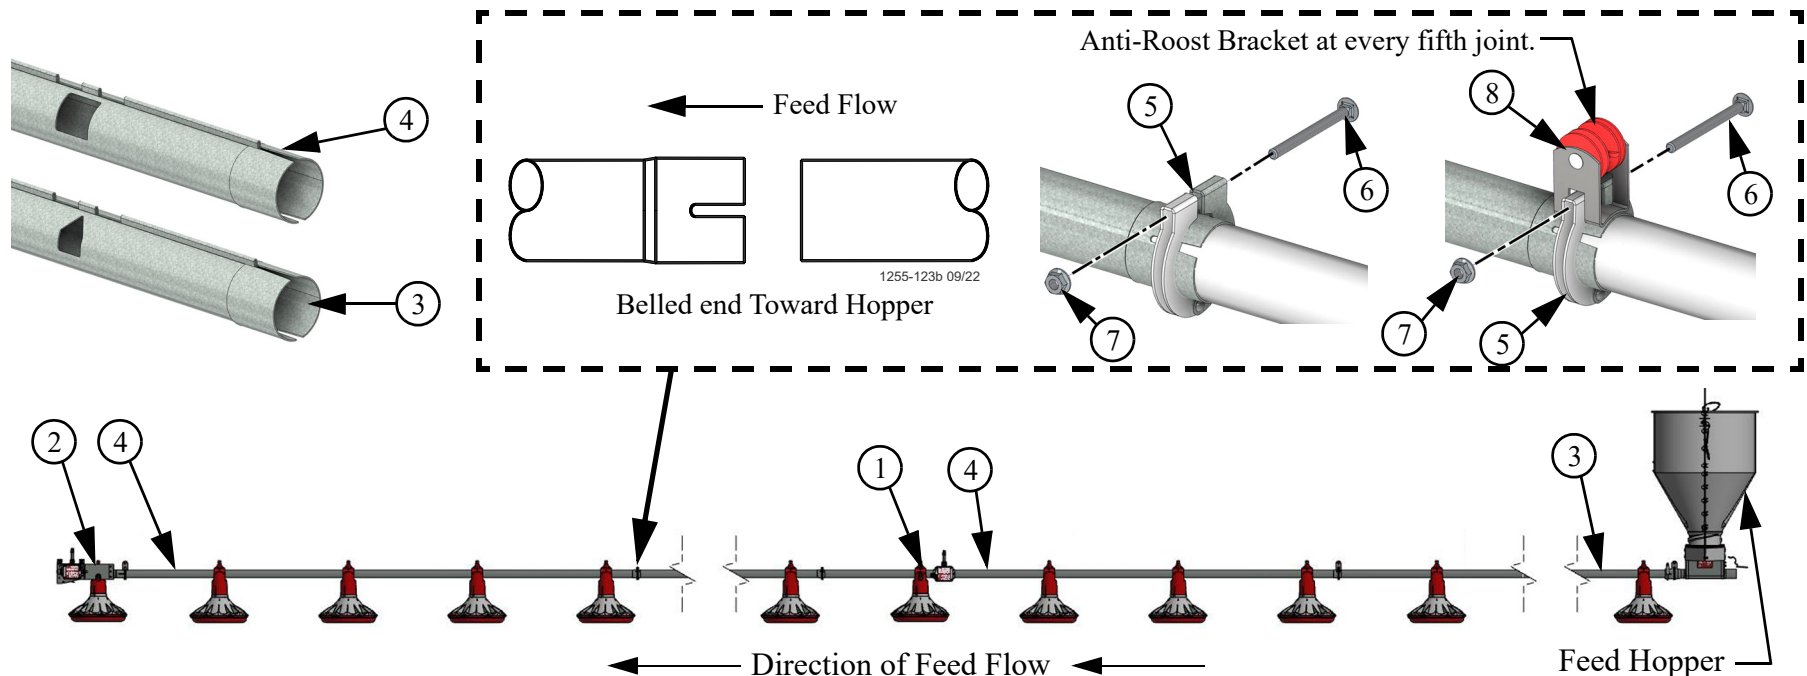 Anti-Roost Bracket at every fifth joint.
4
Feed Flow
5
8
6
6
3
1255-123b 09/22
Belled end Toward Hopper
7
7
5
2
4
1
4
3
Direction of Feed Flow
Feed Hopper